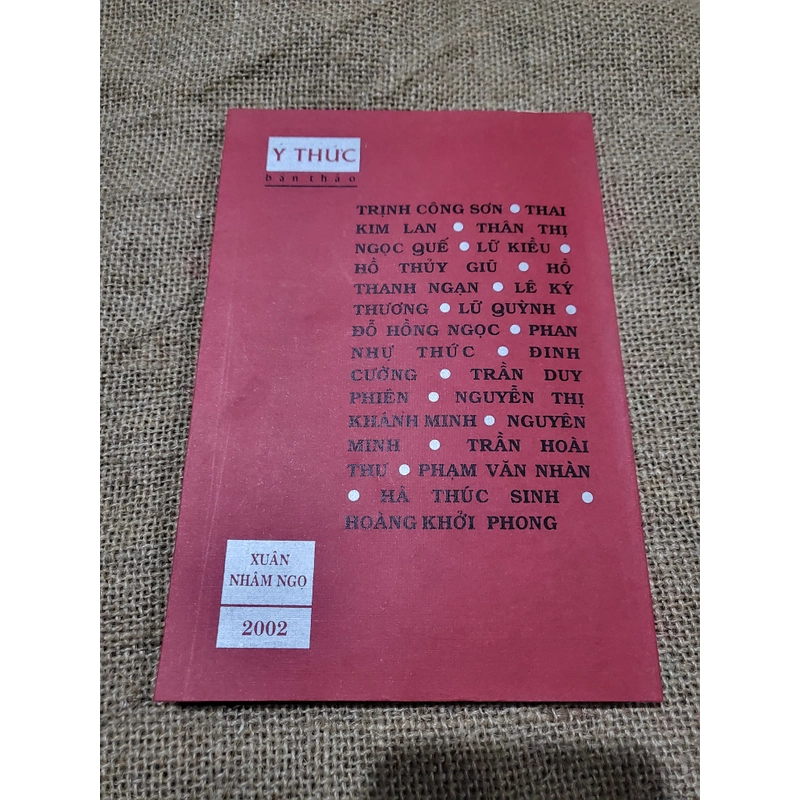 Ý THỨC
bản thảo
TRỊNH CÔNG SƠN ● THAI
KIM LAN ● THÂN THỊ
NGỌC QUẾ ● LỮ KIỀU ●
HỒ THỦY GIŨ ● HỒ
THANH NGẠN ● LÊ KÝ
THƯƠNG ● LỮ QUỲNH ●
ĐỖ HỒNG NGỌC ● PHAN
NHƯ THỨC ● ĐINH
CƯỜNG ● TRẦN DUY
PHIÊN ● NGUYỄN THỊ
KHÁNH MINH ● NGUYÊN
MINH ● TRẦN HOÀI
THƯ ● PHẠM VĂN NHÀN
● HÀ THÚC SINH ●
HOÀNG KHỞI PHONG
XUÂN
NHÂM NGỌ
2002